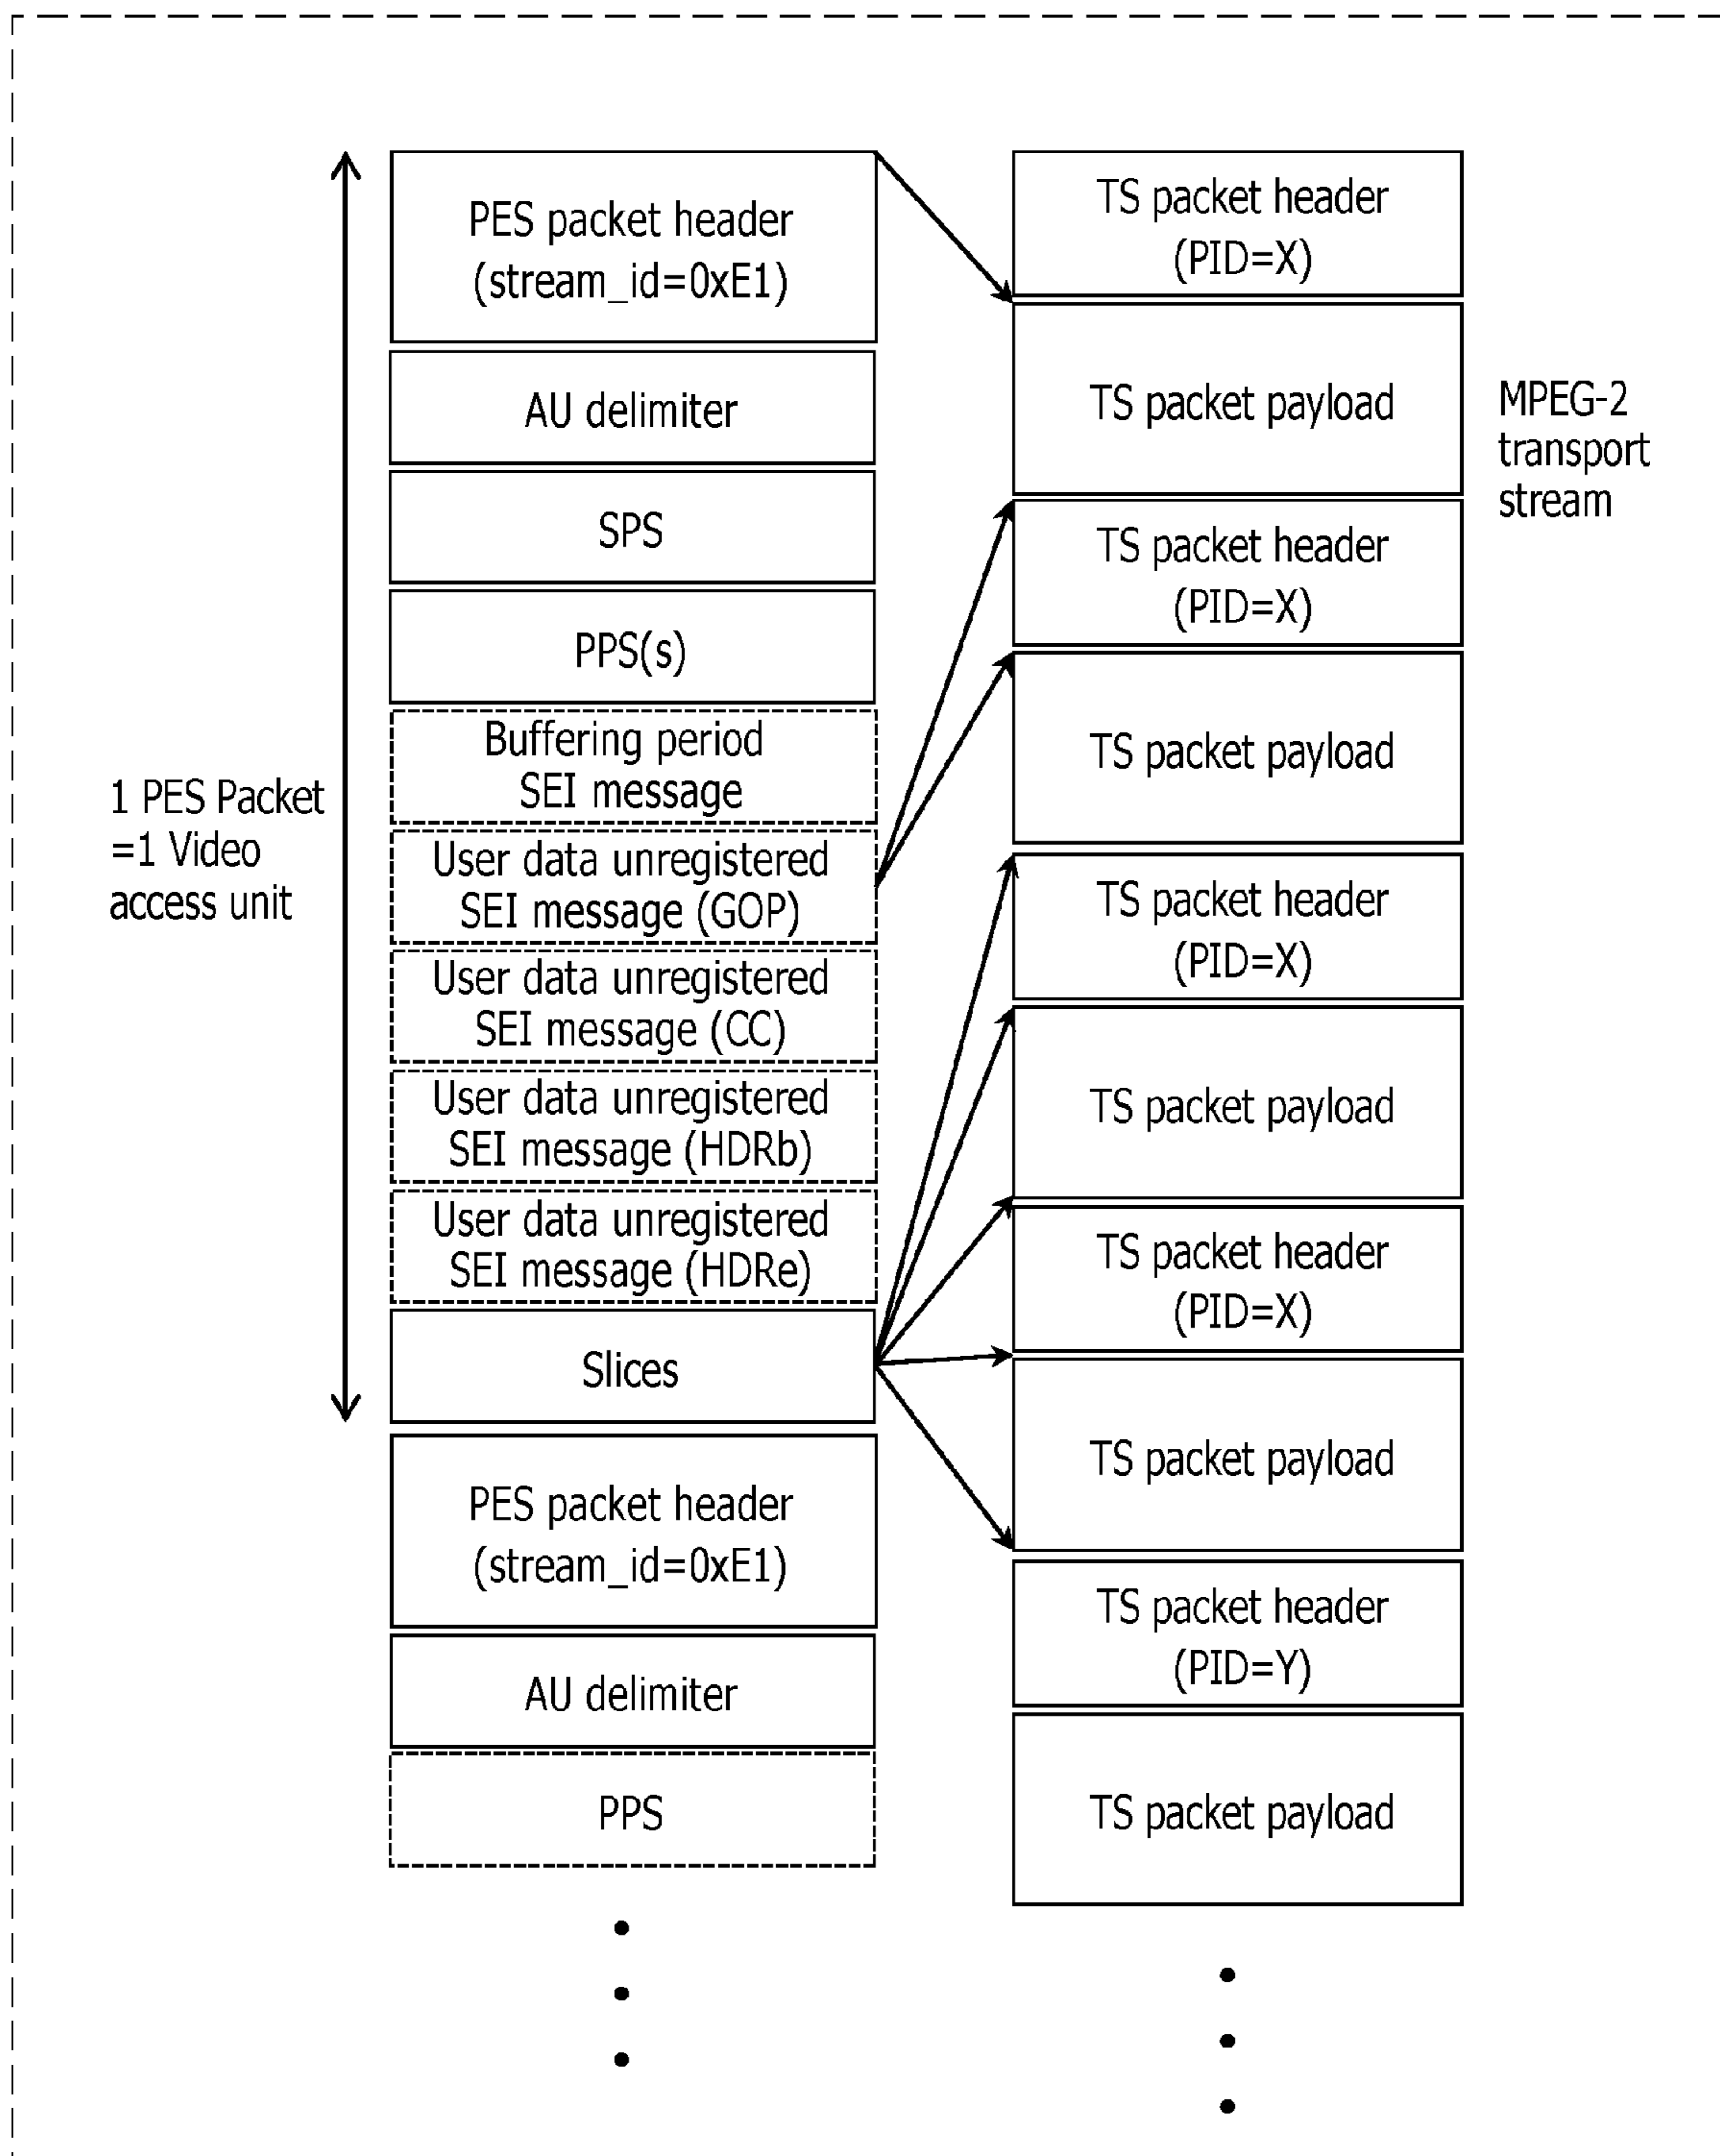 1 PES Packet
=1 Video
access unit
PES packet header
(stream_id=0xE1)
AU delimiter
SPS
PPS(s)
Buffering period
SEI message
User data unregistered
SEI message (GOP)
User data unregistered
SEI message (CC)
User data unregistered
SEI message (HDRb)
User data unregistered
SEI message (HDRe)
Slices
PES packet header
(stream_id=0xE1)
AU delimiter
PPS
TS packet header
(PID=X)
TS packet payload
TS packet header
(PID=X)
TS packet payload
TS packet header
(PID=X)
TS packet payload
TS packet header
(PID=X)
TS packet payload
TS packet header
(PID=Y)
TS packet payload
MPEG-2
transport
stream